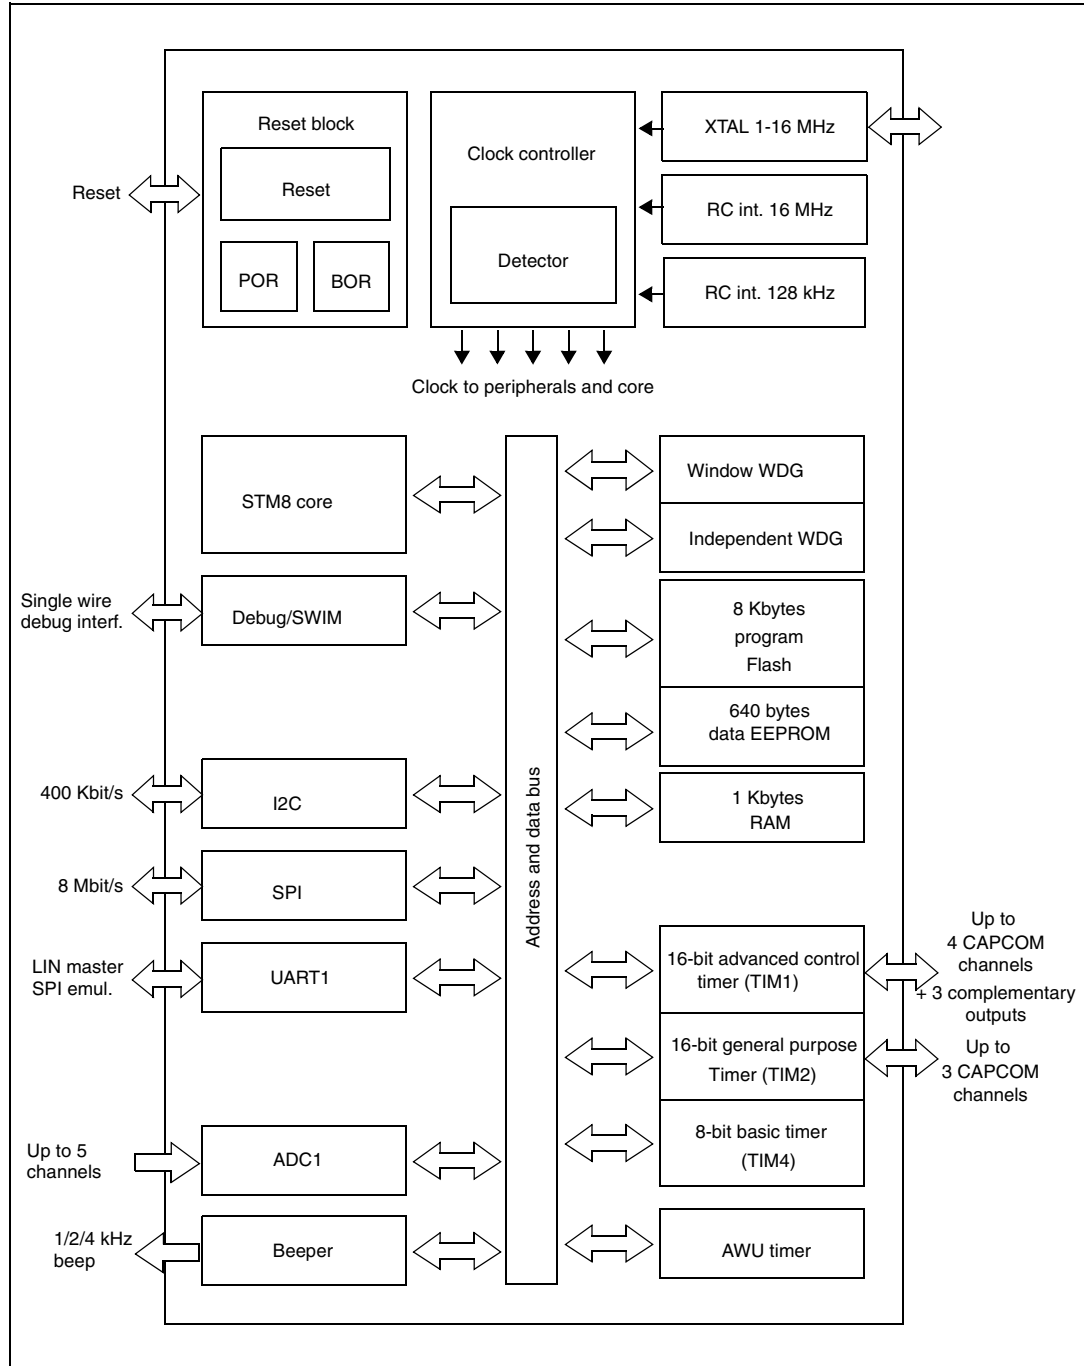 Reset block
Reset
POR
BOR
Reset
Clock controller
Detector
XTAL 1-16 MHz
RC int. 16 MHz
RC int. 128 kHz
Clock to peripherals and core
STM8 core
Single wire
debug interf.
Debug/SWIM
400 Kbit/s
I2C
8 Mbit/s
SPI
LIN master
SPI emul.
UART1
Up to 5
channels
ADC1
1/2/4 kHz
beep
Beeper
Address and data bus
Window WDG
Independent WDG
8 Kbytes
program
Flash
640 bytes
data EEPROM
1 Kbytes
RAM
16-bit advanced control
timer (TIM1)
Up to
4 CAPCOM
channels
+ 3 complementary
outputs
16-bit general purpose
Timer (TIM2)
Up to
3 CAPCOM
channels
8-bit basic timer
(TIM4)
AWU timer